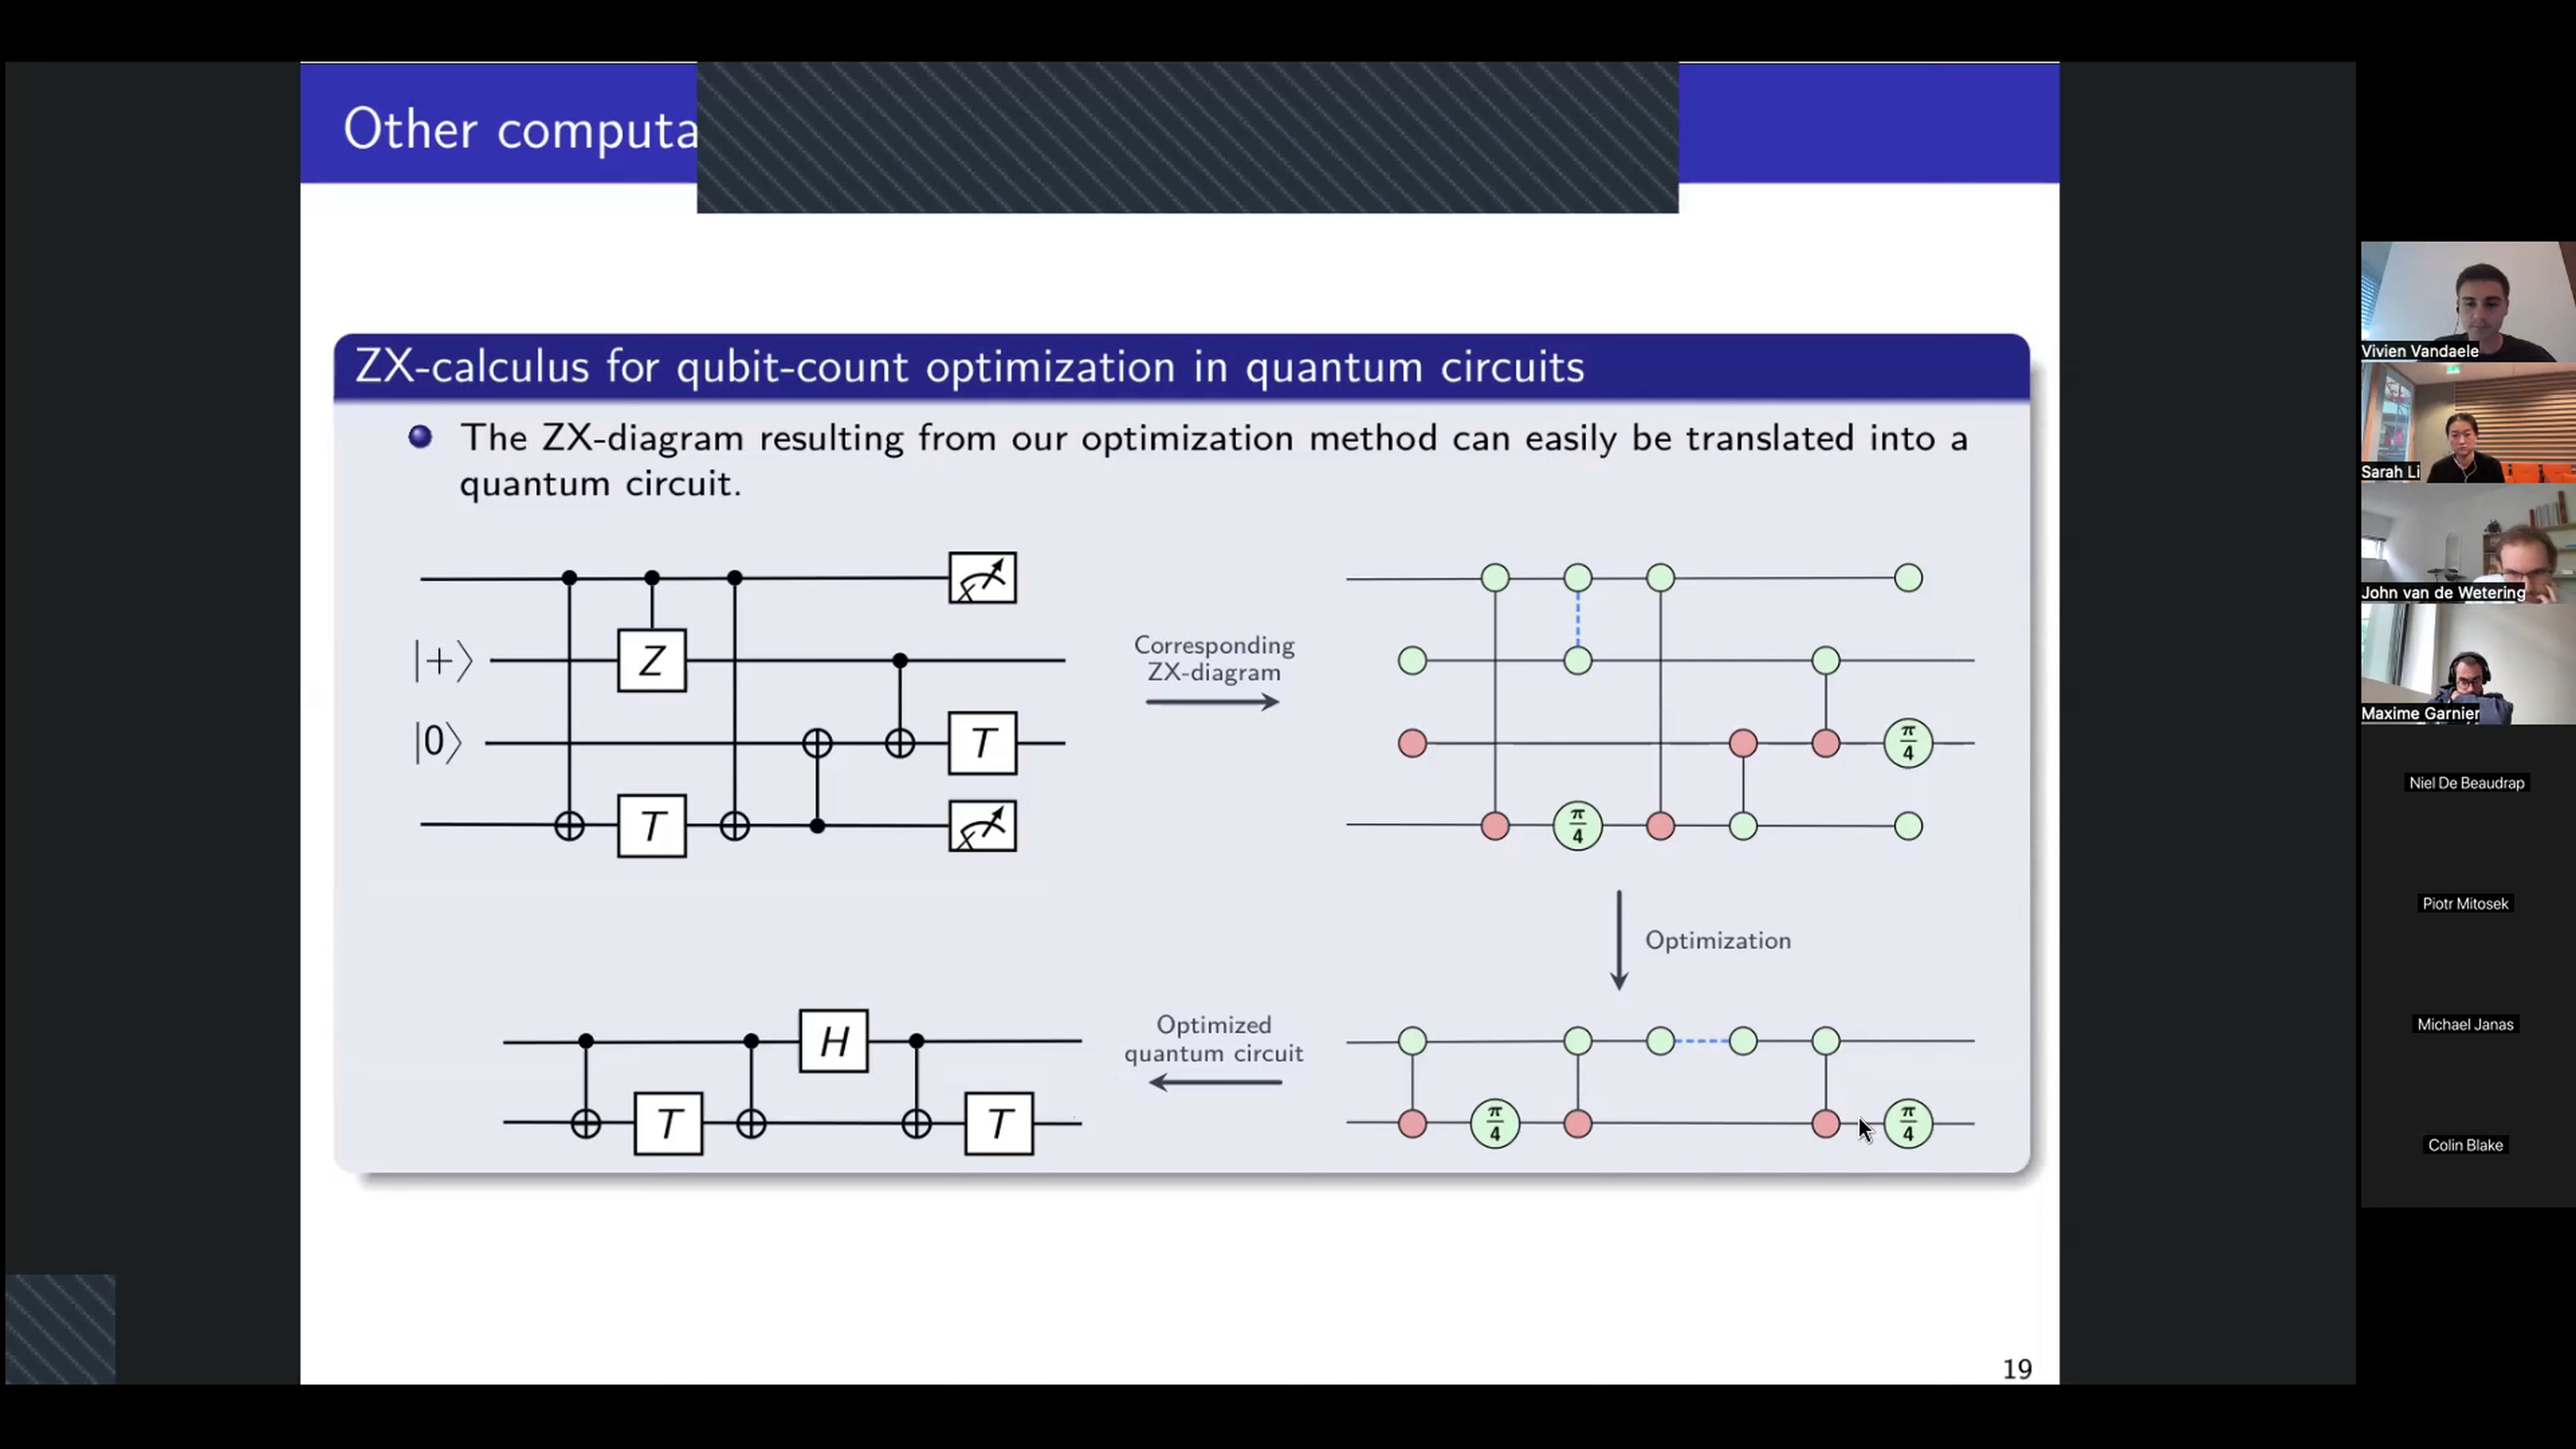 Other computa
ZX-calculus for qubit-count optimization in quantum circuits
The ZX-diagram resulting from our optimization method can easily be translated into a
quantum circuit.
X
|+⟩
Z
|0⟩
T
T
X
Corresponding
ZX-diagram
π/4
π/4
Optimization
H
T
T
Optimized
quantum circuit
π/4
π/4
19
Vivien Vandaele
Sarah Li
John van de Wetering
Maxime Garnier
Niel De Beaudrap
Piotr Mitosek
Michael Janas
Colin Blake